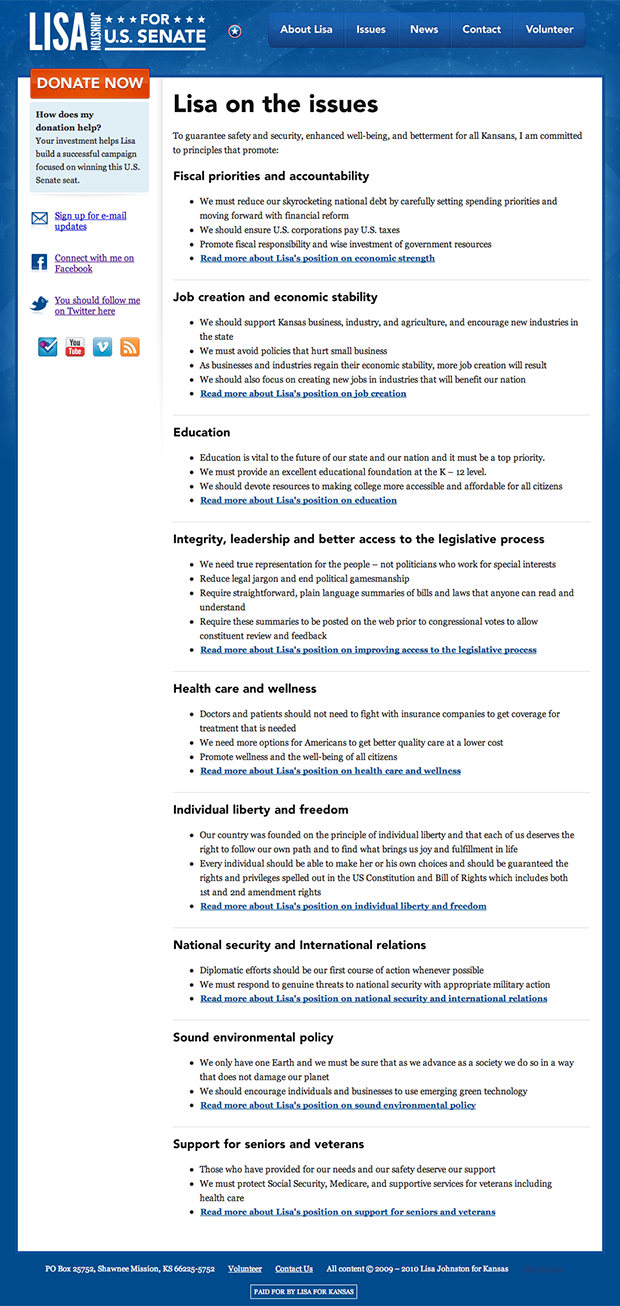 LISA JOHNSTON FOR U.S. SENATE
About Lisa
Issues
News
Contact
Volunteer
DONATE NOW
How does my
donation help?
Your investment helps Lisa
build a successful campaign
focused on winning this U.S.
Senate seat.
Sign up for e-mail
updates
Connect with me on
Facebook
You should follow me
on Twitter here
You
Tube
Lisa on the issues
To guarantee safety and security, enhanced well-being, and betterment for all Kansans, I am committed
to principles that promote:
Fiscal priorities and accountability
We must reduce our skyrocketing national debt by carefully setting spending priorities and
moving forward with financial reform
We should ensure U.S. corporations pay U.S. taxes
Promote fiscal responsibility and wise investment of government resources
Read more about Lisa's position on economic strength
Job creation and economic stability
We should support Kansas business, industry, and agriculture, and encourage new industries in
the state
We must avoid policies that hurt small business
As businesses and industries regain their economic stability, more job creation will result
We should also focus on creating new jobs in industries that will benefit our nation
Read more about Lisa's position on job creation
Education
Education is vital to the future of our state and our nation and it must be a top priority.
We must provide an excellent educational foundation at the K – 12 level.
We should devote resources to making college more accessible and affordable for all citizens
Read more about Lisa's position on education
Integrity, leadership and better access to the legislative process
We need true representation for the people – not politicians who work for special interests
Reduce legal jargon and end political gamesmanship
Require straightforward, plain language summaries of bills and laws that anyone can read and
understand
Require these summaries to be posted on the web prior to congressional votes to allow
constituent review and feedback
Read more about Lisa's position on improving access to the legislative process
Health care and wellness
Doctors and patients should not need to fight with insurance companies to get coverage for
treatment that is needed
We need more options for Americans to get better quality care at a lower cost
Promote wellness and the well-being of all citizens
Read more about Lisa's position on health care and wellness
Individual liberty and freedom
Our country was founded on the principle of individual liberty and that each of us deserves the
right to follow our own path and to find what brings us joy and fulfillment in life
Every individual should be able to make her or his own choices and should be guaranteed the
rights and privileges spelled out in the US Constitution and Bill of Rights which includes both
1st and 2nd amendment rights
Read more about Lisa's position on individual liberty and freedom
National security and International relations
Diplomatic efforts should be our first course of action whenever possible
We must respond to genuine threats to national security with appropriate military action
Read more about Lisa's position on national security and international relations
Sound environmental policy
We only have one Earth and we must be sure that as we advance as a society we do so in a way
that does not damage our planet
We should encourage individuals and businesses to use emerging green technology
Read more about Lisa's position on sound environmental policy
Support for seniors and veterans
Those who have provided for our needs and our safety deserve our support
We must protect Social Security, Medicare, and supportive services for veterans including
health care
Read more about Lisa's position on support for seniors and veterans
PO Box 25752, Shawnee Mission, KS 66225-5752 Volunteer Contact Us All content © 2009 – 2010 Lisa Johnston for Kansas
PAID FOR BY LISA FOR KANSAS